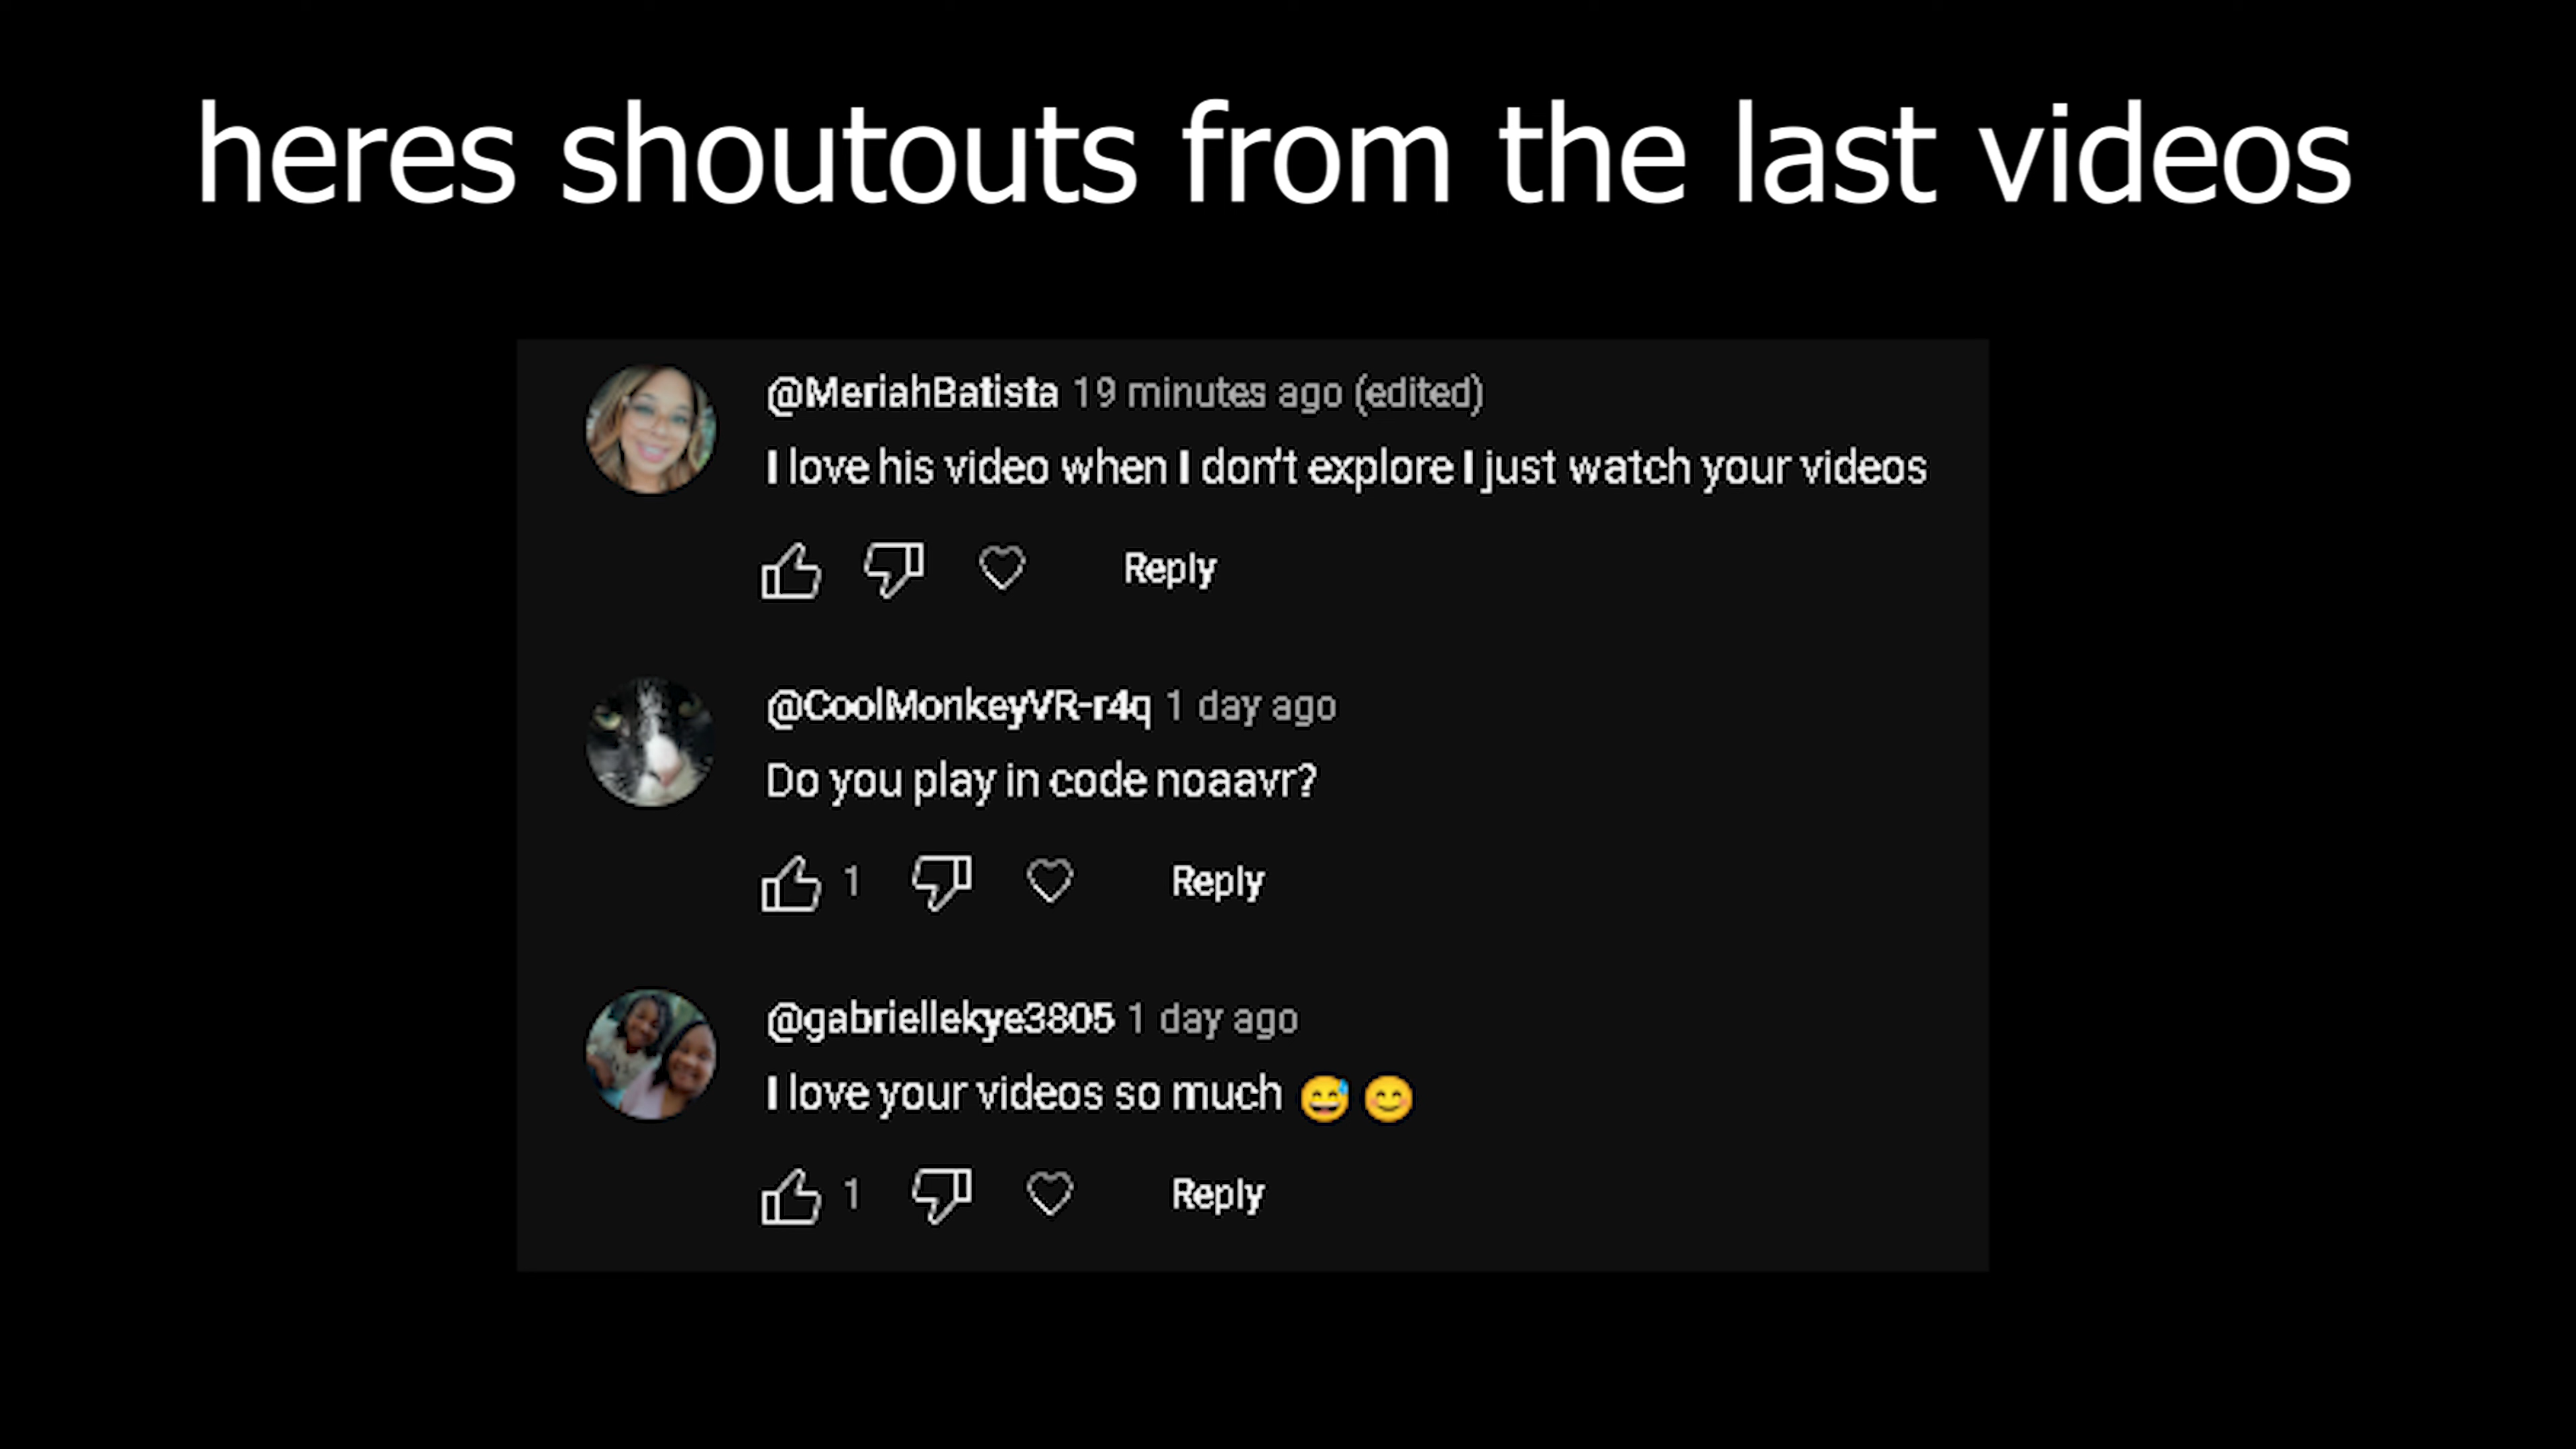 heres shoutouts from the last videos
@MeriahBatista 19 minutes ago (edited)
I love his video when I don't explore I just watch your videos
Reply
@CoolMonkeyVR-r4q 1 day ago
Do you play in code noaavr?
1 Reply
@gabriellekye3805 1 day ago
I love your videos so much 😅 😊
1 Reply